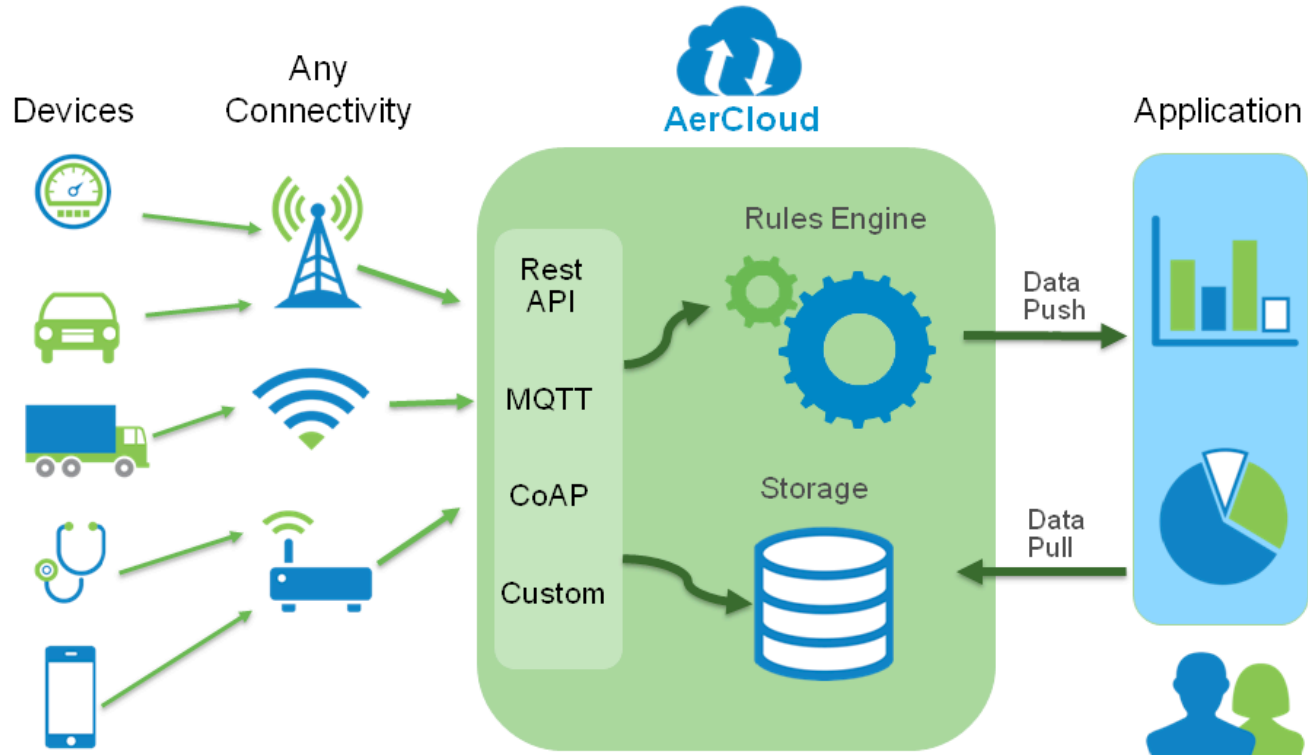 Devices
Any
Connectivity
AerCloud
Application
Rest
API
MQTT
CoAP
Custom
Rules Engine
Storage
Data
Push
Data
Pull